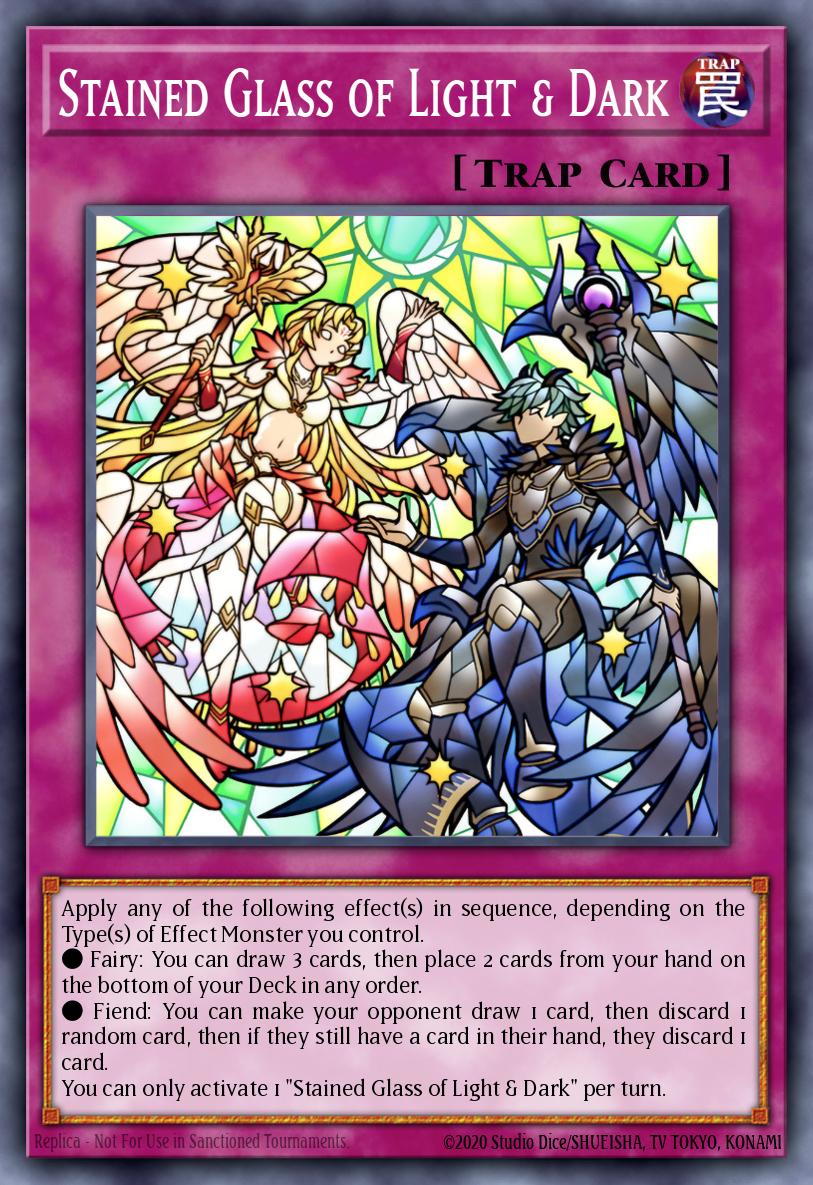 Stained Glass of Light & Dark
TRAP
罠
[Trap Card]
Apply any of the following effect(s) in sequence, depending on the
Type(s) of Effect Monster you control.
● Fairy: You can draw 3 cards, then place 2 cards from your hand on
the bottom of your Deck in any order.
● Fiend: You can make your opponent draw 1 card, then discard 1
random card, then if they still have a card in their hand, they discard 1
card.
You can only activate 1 "Stained Glass of Light & Dark" per turn.
Replica - Not For Use in Sanctioned Tournaments.
©2020 Studio Dice/SHUEISHA, TV TOKYO, KONAMI